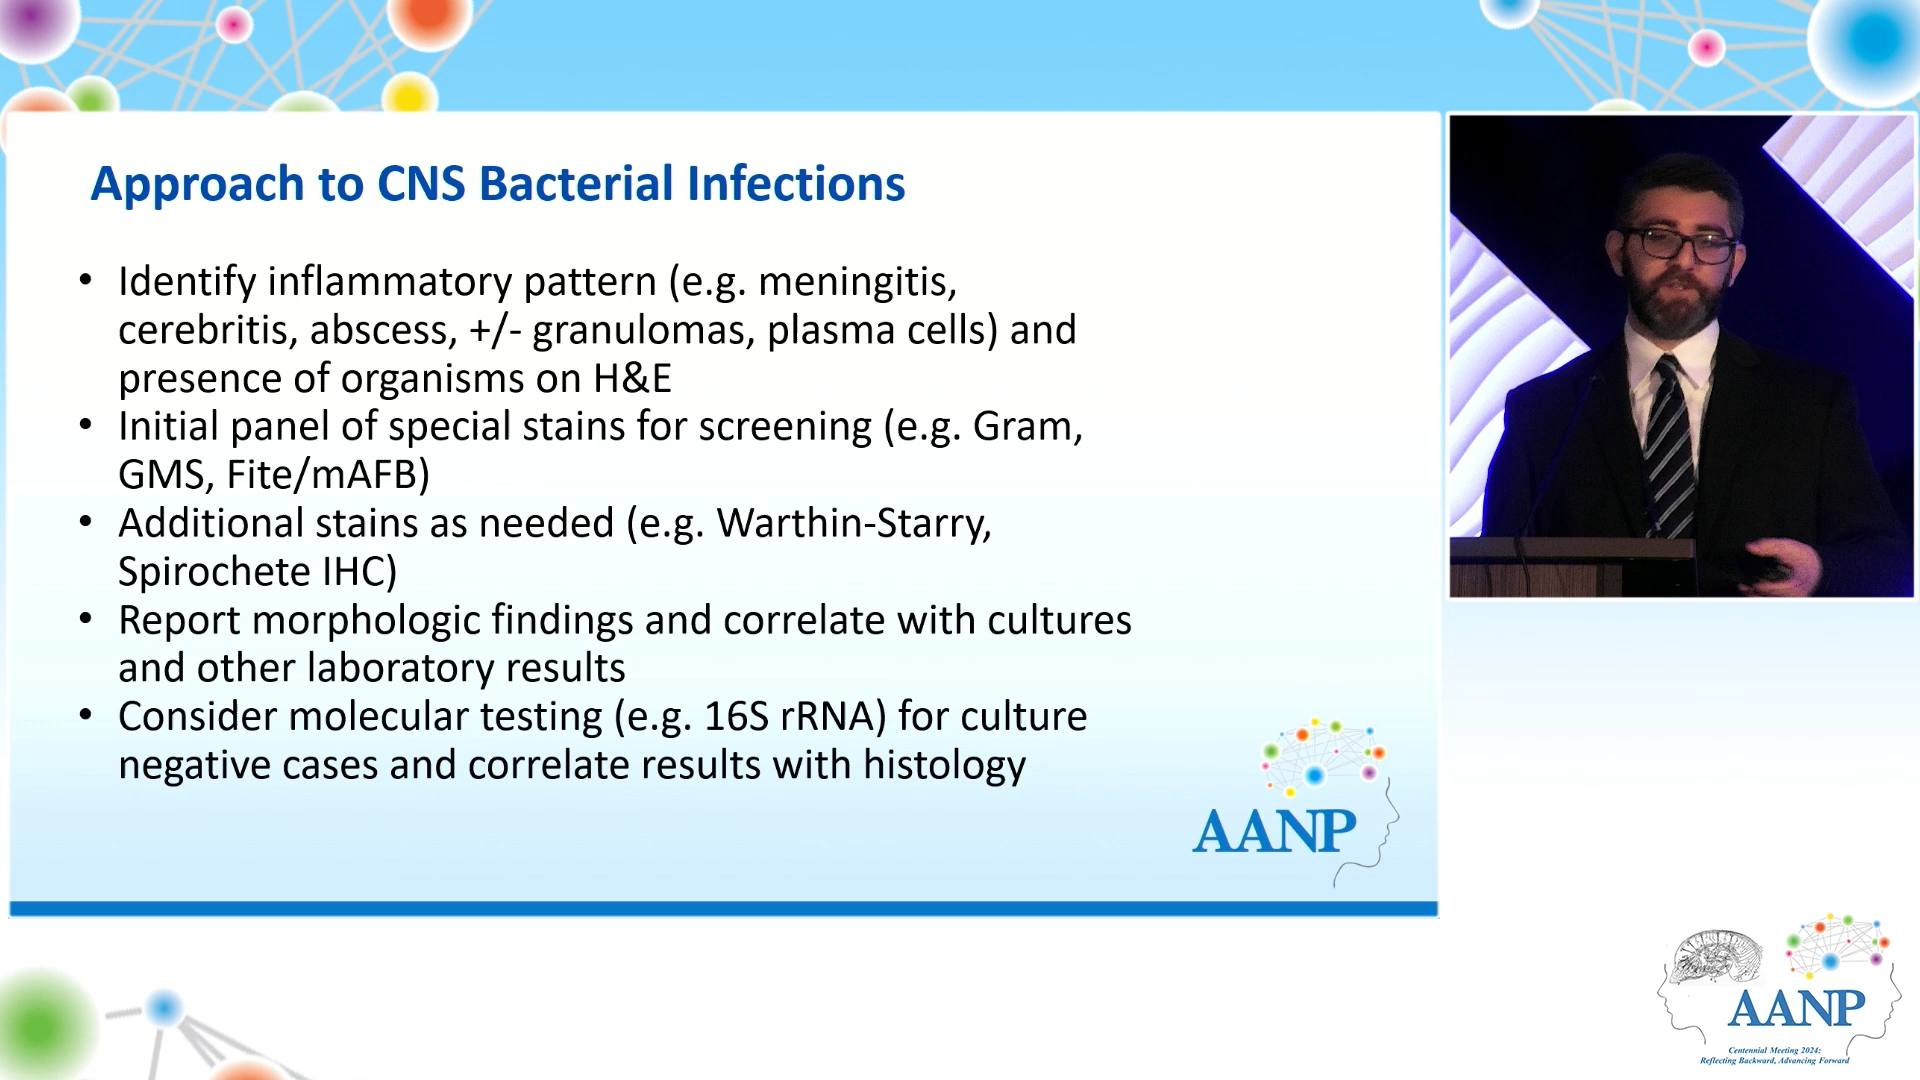 Approach to CNS Bacterial Infections
• Identify inflammatory pattern (e.g. meningitis,
cerebritis, abscess, +/- granulomas, plasma cells) and
presence of organisms on H&E
• Initial panel of special stains for screening (e.g. Gram,
GMS, Fite/mAFB)
• Additional stains as needed (e.g. Warthin-Starry,
Spirochete IHC)
• Report morphologic findings and correlate with cultures
and other laboratory results
• Consider molecular testing (e.g. 16S rRNA) for culture
negative cases and correlate results with histology
AANP
AANP
Centennial Meeting 2024:
Reflecting Backward, Advancing Forward